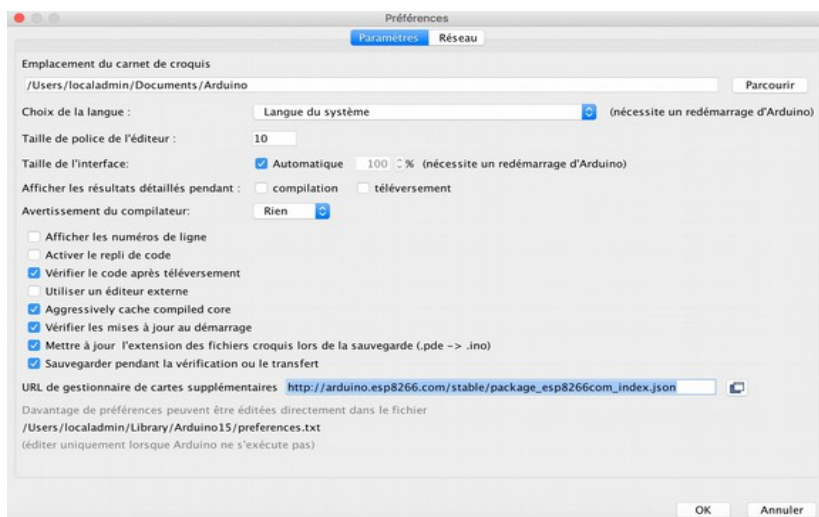 Préférences
Paramètres Réseau
Emplacement du carnet de croquis
/Users/localadmin/Documents/Arduino Parcourir
Choix de la langue : Langue du système (nécessite un redémarrage d'Arduino)
Taille de police de l'éditeur : 10
Taille de l'interface: Automatique 100 % (nécessite un redémarrage d'Arduino)
Afficher les résultats détaillés pendant : compilation téléversement
Avertissement du compilateur: Rien
Afficher les numéros de ligne
Activer le repli de code
Vérifier le code après téléversement
Utiliser un éditeur externe
Aggressively cache compiled core
Vérifier les mises à jour au démarrage
Mettre à jour l'extension des fichiers croquis lors de la sauvegarde (.pde -> .ino)
Sauvegarder pendant la vérification ou le transfert
URL de gestionnaire de cartes supplémentaires http://arduino.esp8266.com/stable/package_esp8266com_index.json
Davantage de préférences peuvent être éditées directement dans le fichier
/Users/localadmin/Library/Arduino15/preferences.txt
(éditer uniquement lorsque Arduino ne s'exécute pas)
OK Annuler